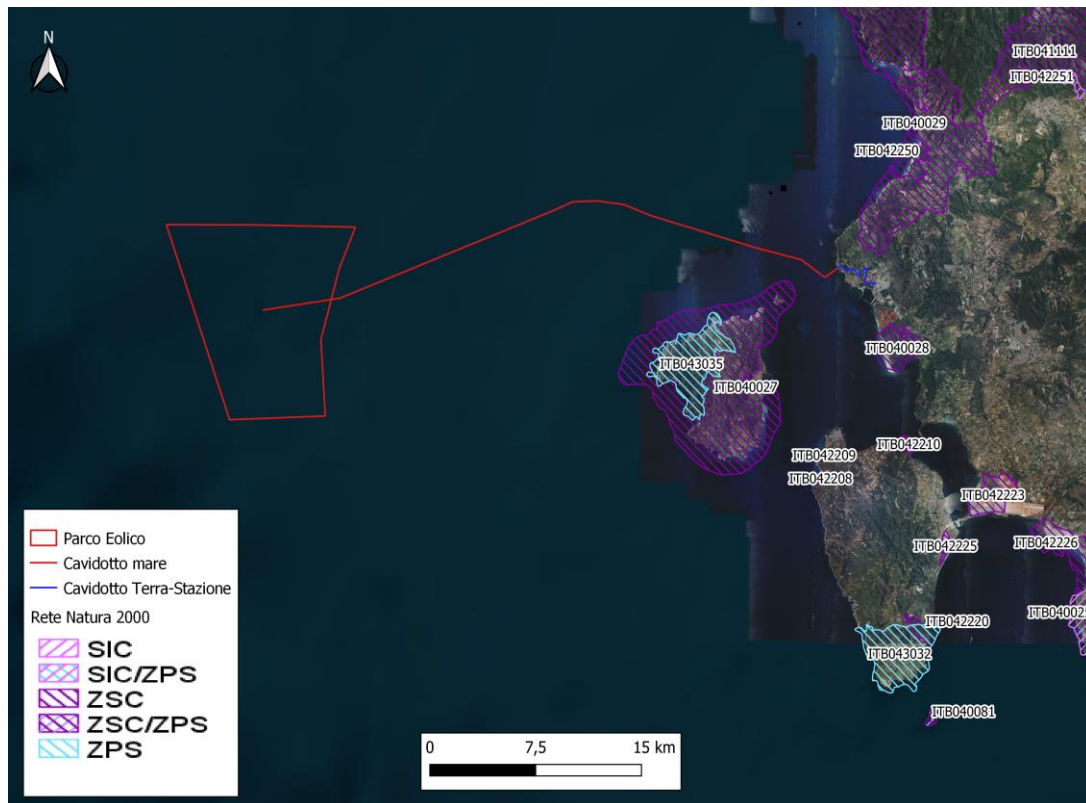 N
ITB041111
ITB042251
ITB040029
ITB042250
ITB043035
ITB040027
ITB040028
ITB042209
ITB042210
ITB042208
ITB042223
ITB042225
ITB042226
ITB04002
ITB042220
ITB043032
ITB040081
Parco Eolico
Cavidotto mare
Cavidotto Terra-Stazione
Rete Natura 2000
SIC
SIC/ZPS
ZSC
ZSC/ZPS
ZPS
0 7,5 15 km